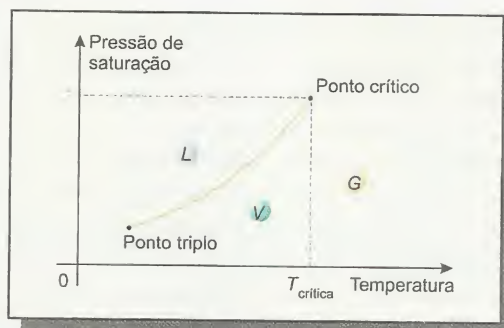 Pressão de
saturação
Ponto crítico
L
G
V
Ponto triplo
0
T crítica
Temperatura